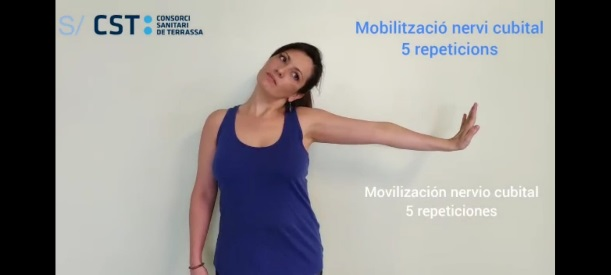 S/ CST: CONSORCI
SANITARI
DE TERRASSA
Mobilització nervi cubital
5 repeticions
Movilización nervio cubital
5 repeticiones